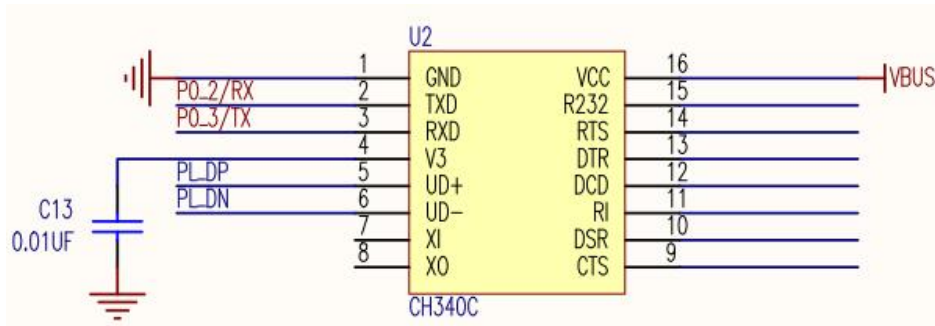 U2
1 GND VCC 16 VBUS
P0_2/RX 2 TXD R232 15
P0_3/TX 3 RXD RTS 14
4 V3 DTR 13
PL_DP 5 UD+ DCD 12
PL_DN 6 UD- RI 11
C13
7 XI DSR 10
0.01UF
8 XO CTS 9
CH340C